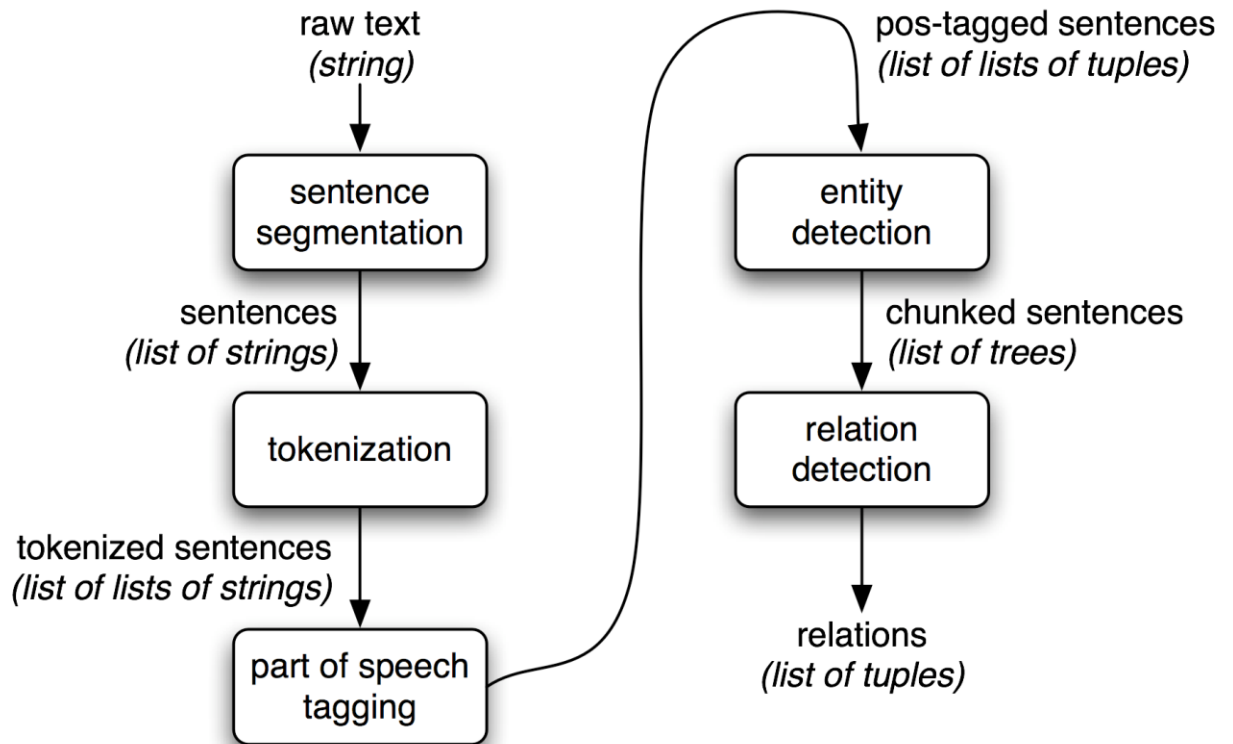 raw text
(string)
sentence
segmentation
sentences
(list of strings)
tokenization
tokenized sentences
(list of lists of strings)
part of speech
tagging
pos-tagged sentences
(list of lists of tuples)
entity
detection
chunked sentences
(list of trees)
relation
detection
relations
(list of tuples)